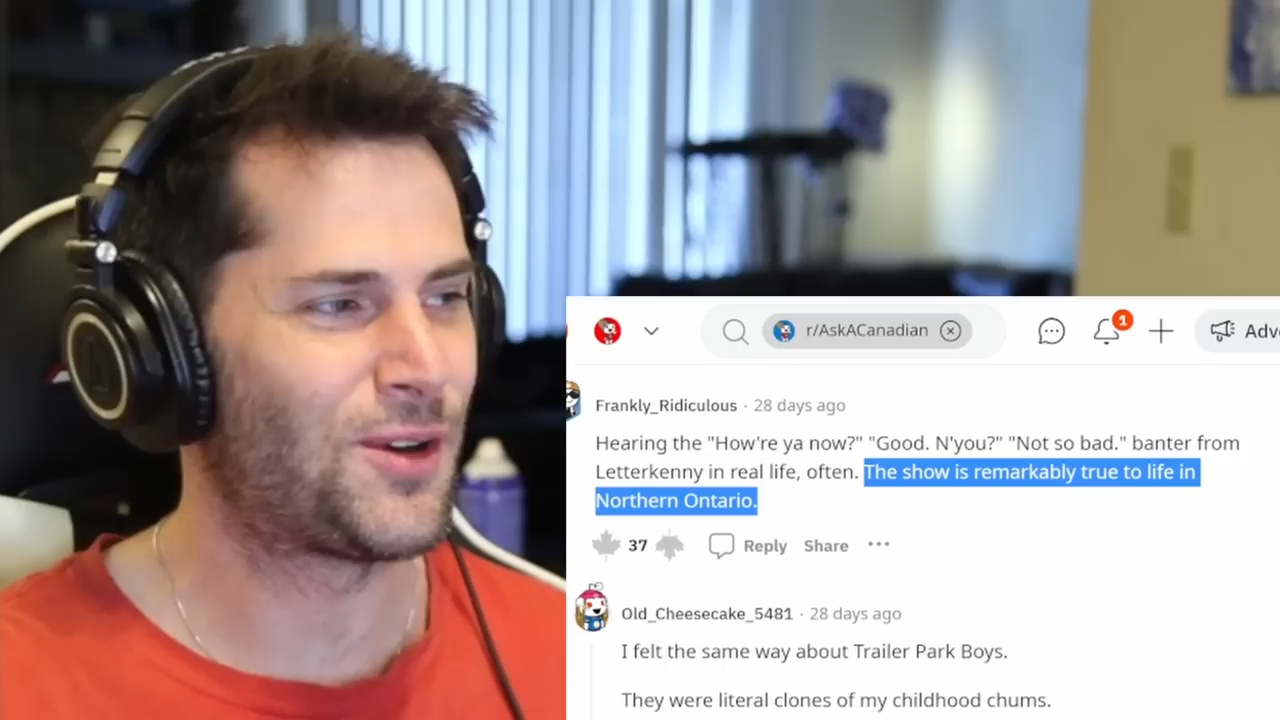 r/AskACanadian
1
Adv
Frankly_Ridiculous · 28 days ago
Hearing the "How're ya now?" "Good. N'you?" "Not so bad." banter from
Letterkenny in real life, often. The show is remarkably true to life in
Northern Ontario.
37
Reply
Share
Old_Cheesecake_5481 · 28 days ago
I felt the same way about Trailer Park Boys.
They were literal clones of my childhood chums.